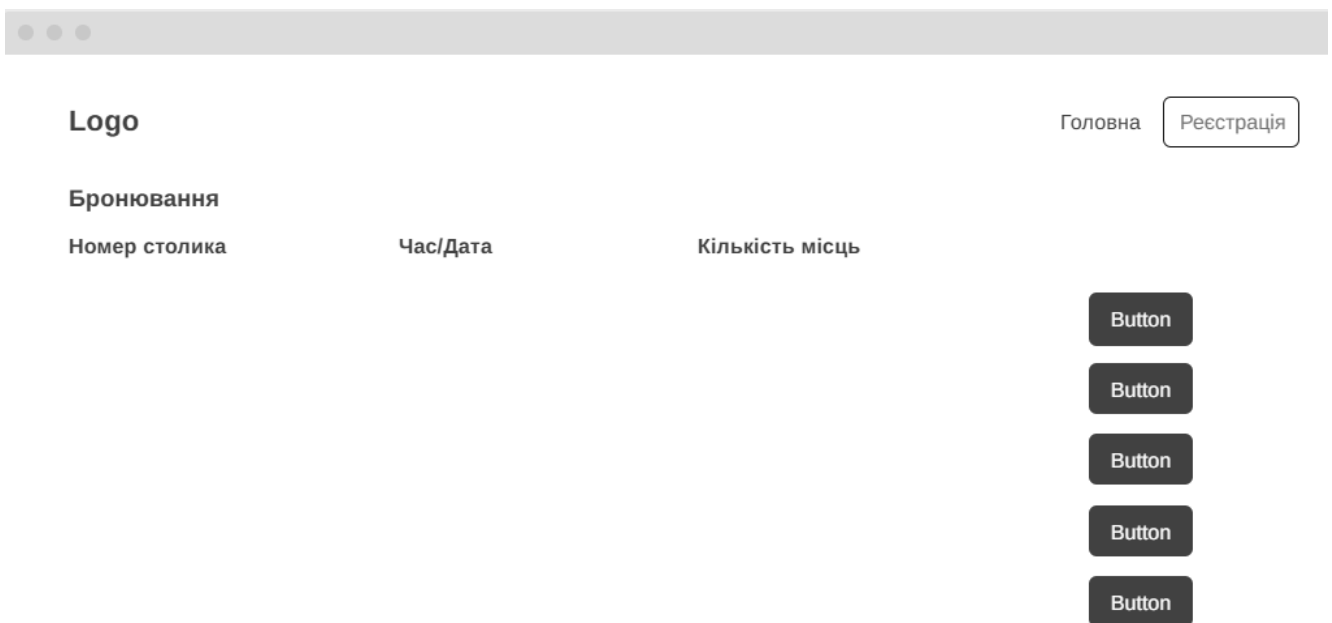 Logo Головна Реєстрація
Бронювання
Номер столика Час/Дата Кількість місць
Button
Button
Button
Button
Button